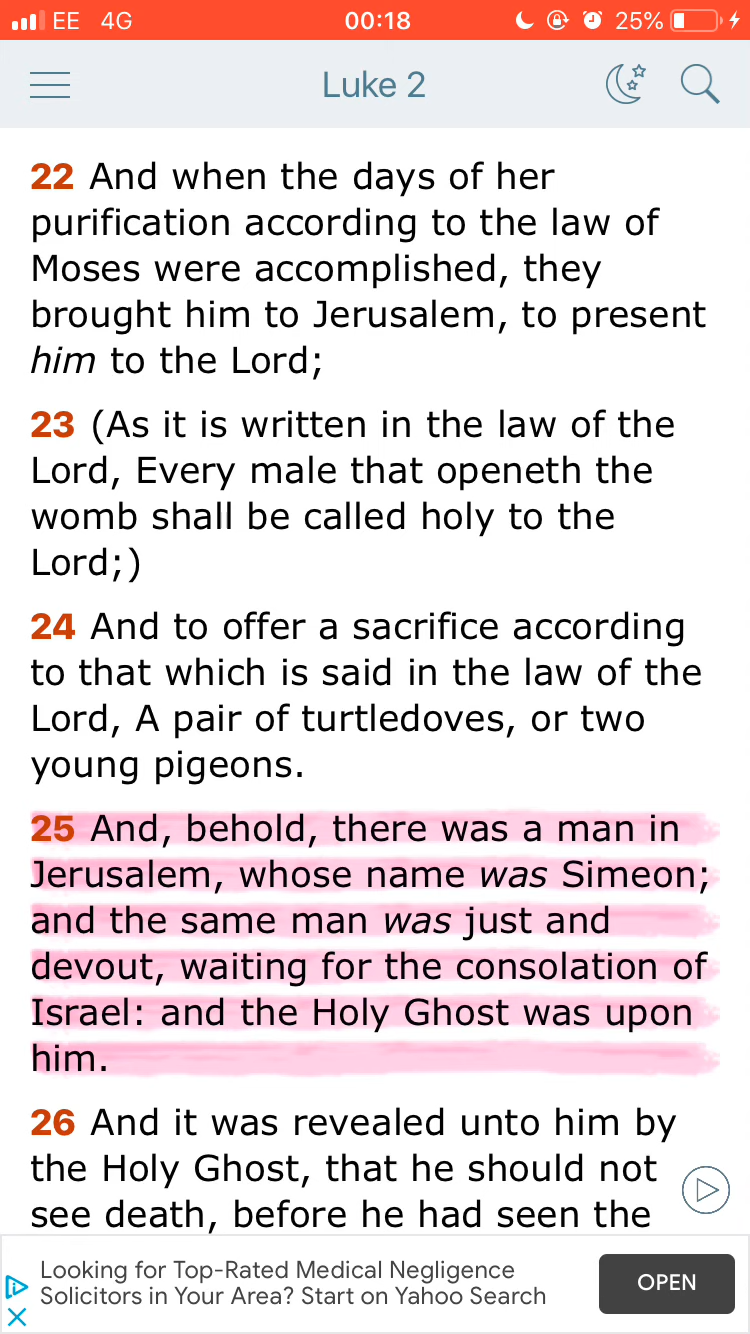 EE 4G 00:18 25%
Luke 2
22 And when the days of her
purification according to the law of
Moses were accomplished, they
brought him to Jerusalem, to present
him to the Lord;
23 (As it is written in the law of the
Lord, Every male that openeth the
womb shall be called holy to the
Lord;)
24 And to offer a sacrifice according
to that which is said in the law of the
Lord, A pair of turtledoves, or two
young pigeons.
25 And, behold, there was a man in
Jerusalem, whose name was Simeon;
and the same man was just and
devout, waiting for the consolation of
Israel: and the Holy Ghost was upon
him.
26 And it was revealed unto him by
the Holy Ghost, that he should not
see death, before he had seen the
Looking for Top-Rated Medical Negligence
Solicitors in Your Area? Start on Yahoo Search
OPEN